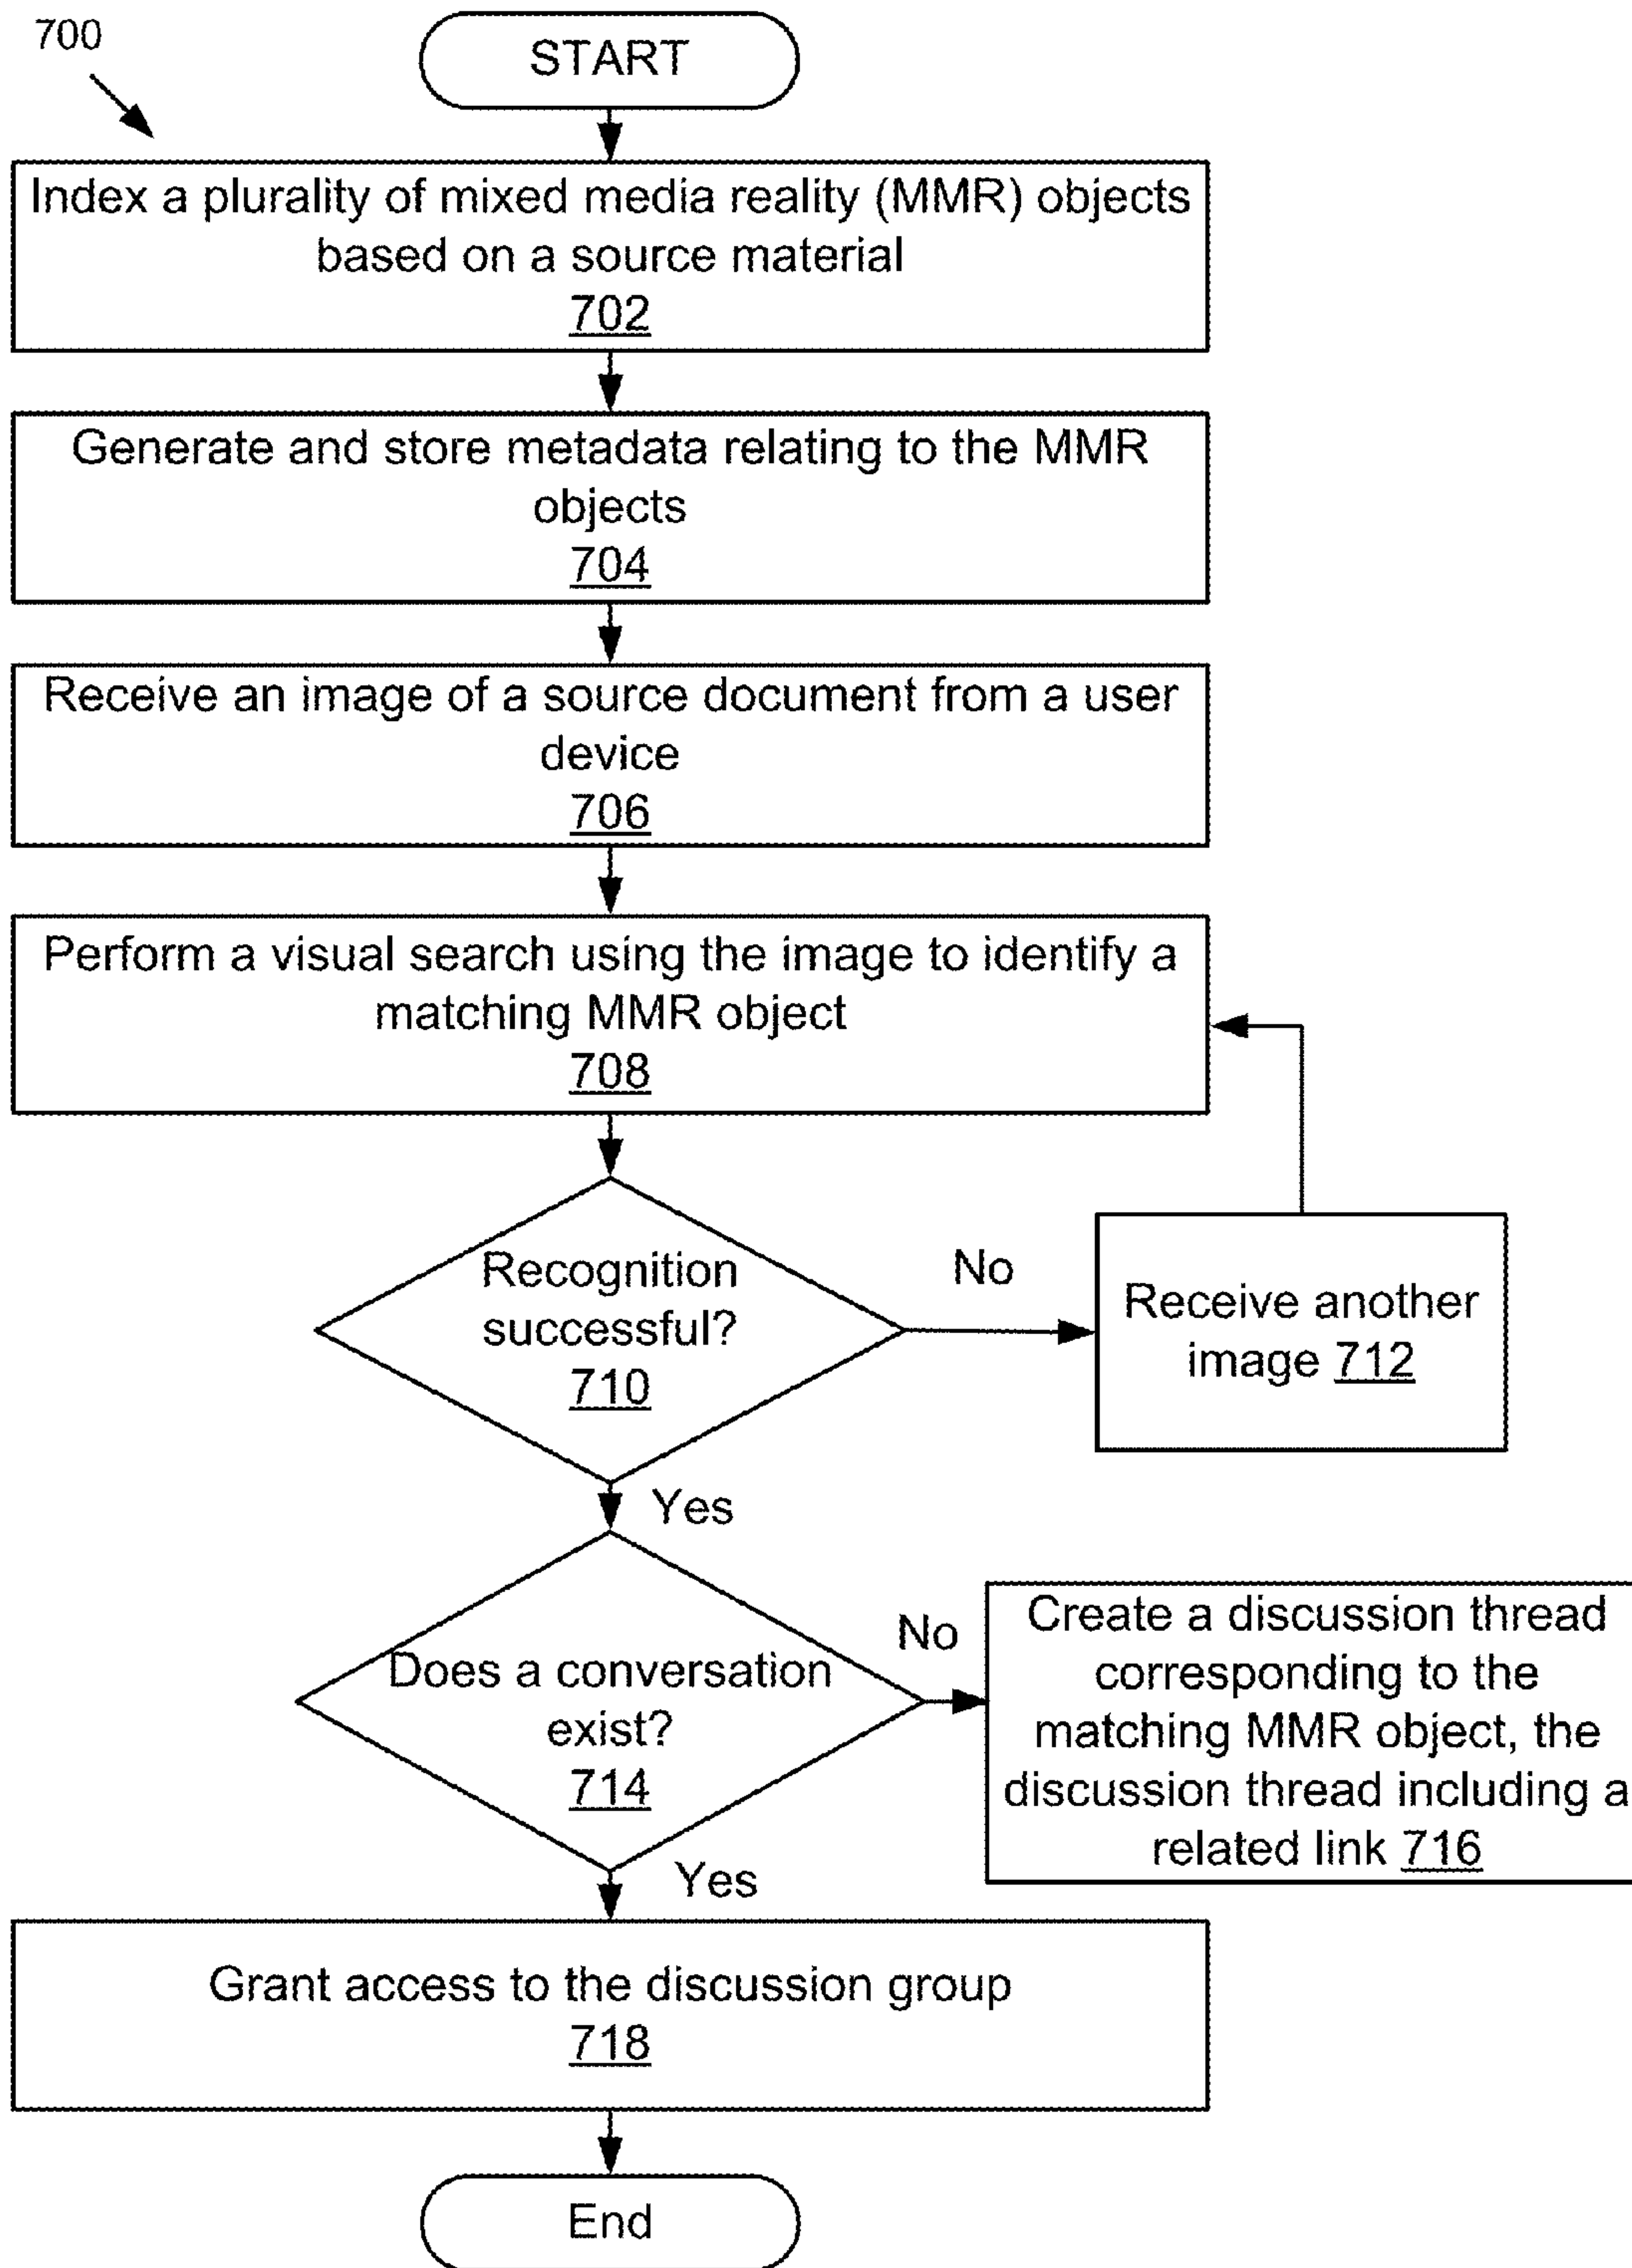 700
START
Index a plurality of mixed media reality (MMR) objects
based on a source material
702
Generate and store metadata relating to the MMR
objects
704
Receive an image of a source document from a user
device
706
Perform a visual search using the image to identify a
matching MMR object
708
Recognition
successful?
710
No
Receive another
image 712
Yes
Does a conversation
exist?
714
No
Create a discussion thread
corresponding to the
matching MMR object, the
discussion thread including a
related link 716
Yes
Grant access to the discussion group
718
End